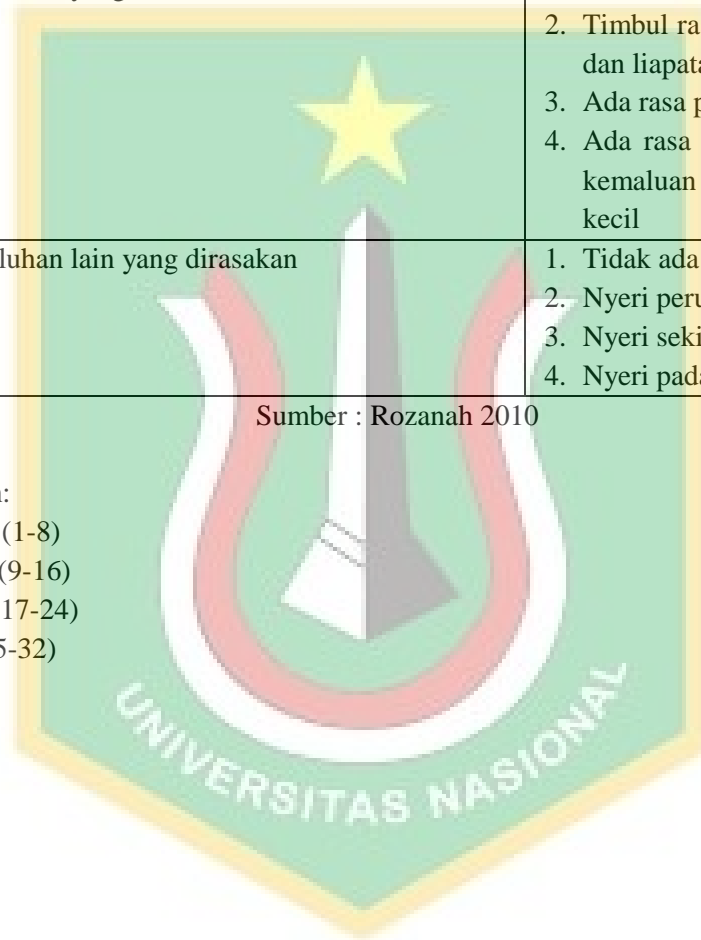 2. Timbul ra
dan liapata
3. Ada rasa p
4. Ada rasa
kemaluan
kecil
luhan lain yang dirasakan
1. Tidak ada
2. Nyeri peru
3. Nyeri seki
4. Nyeri pada
Sumber : Rozanah 2010
:
(1-8)
(9-16)
17-24)
5-32)
UNIVERSITAS NASIONAL